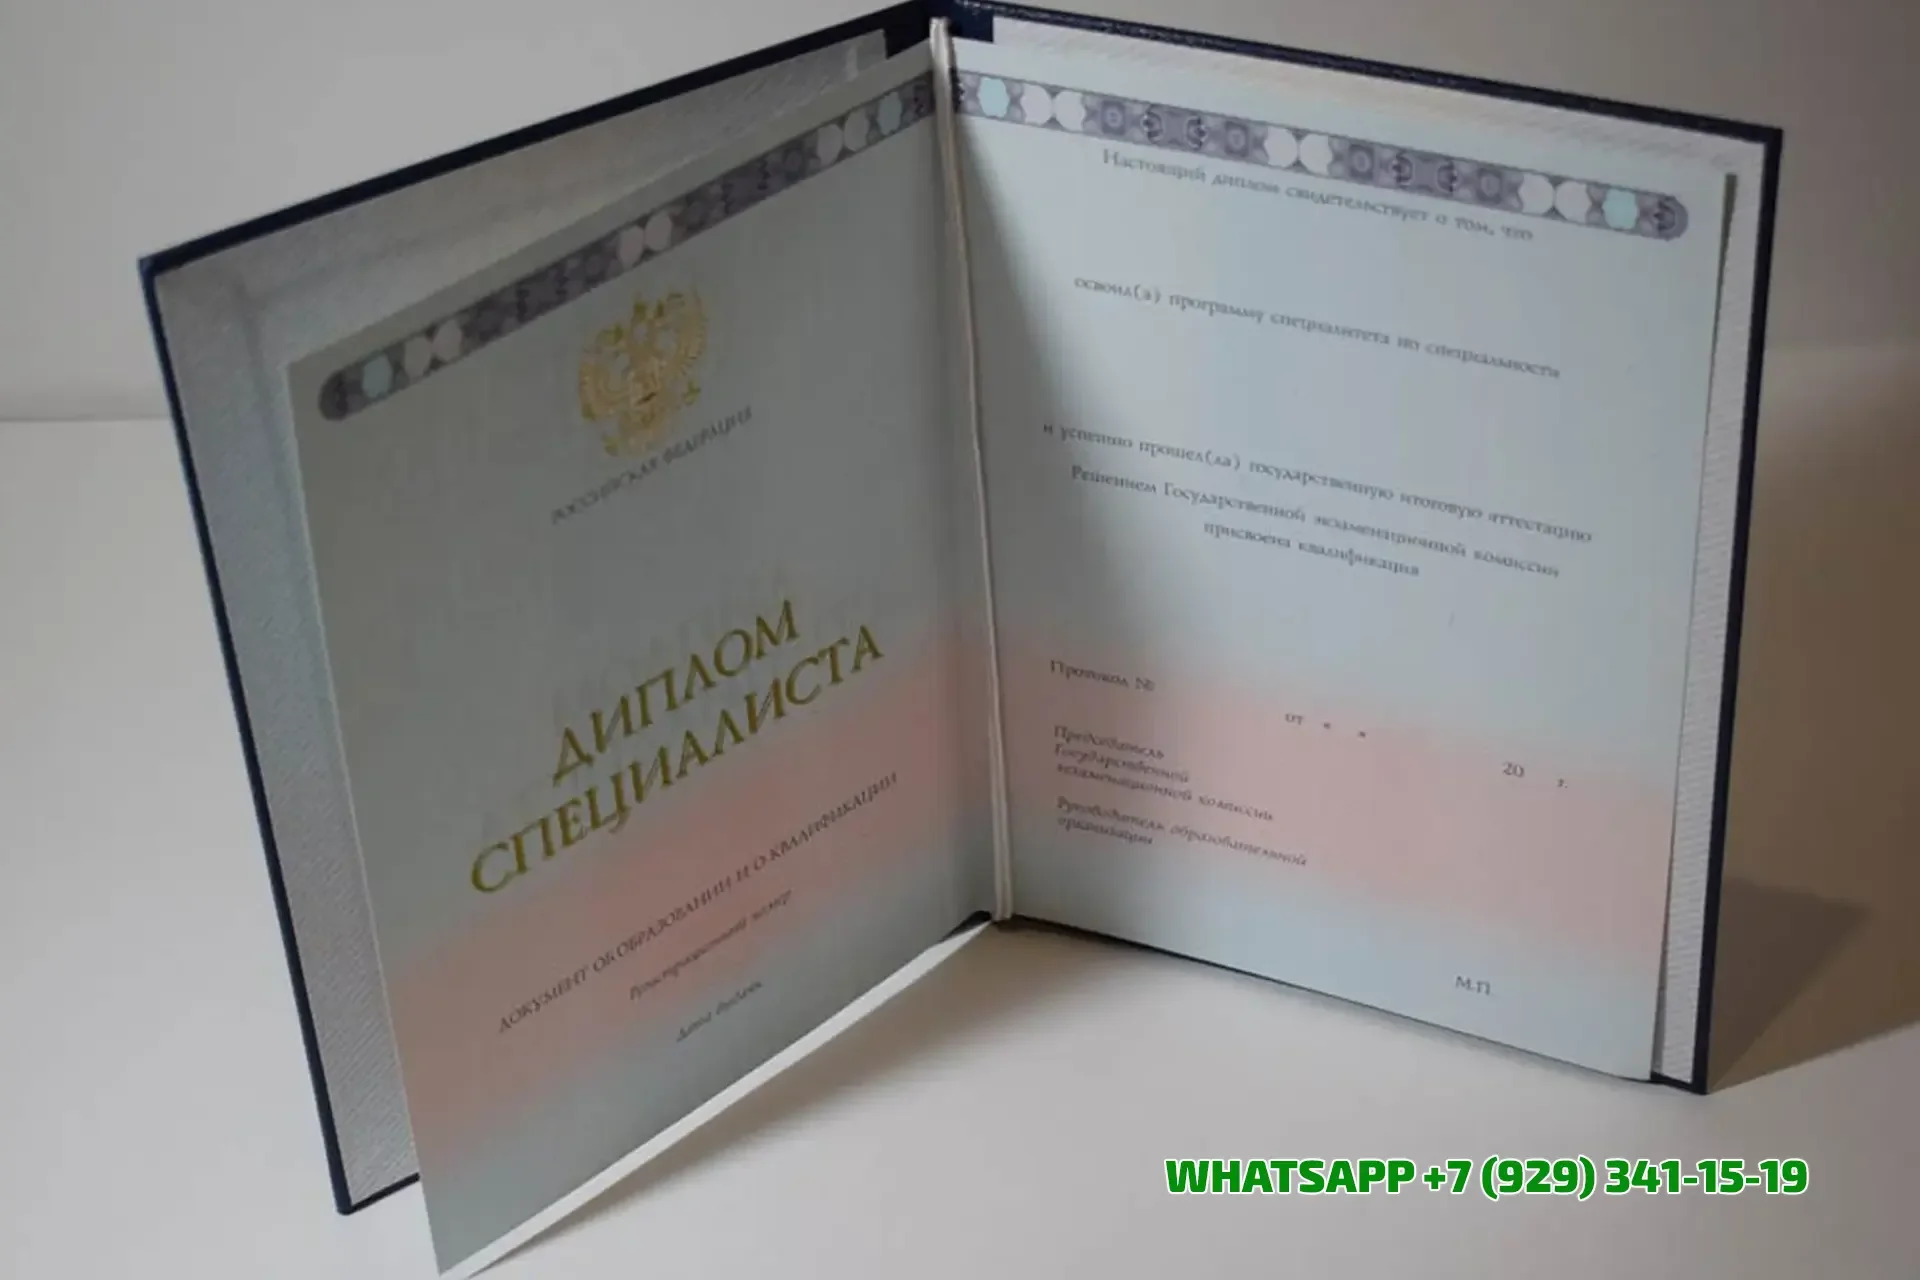 РОССИЙСКАЯ ФЕДЕРАЦИЯ
ДИПЛОМ
СПЕЦИАЛИСТА
ДОКУМЕНТ ОБ ОБРАЗОВАНИИ И О КВАЛИФИКАЦИИ
Регистрационный номер
Дата выдачи
Настоящий диплом свидетельствует о том, что
освоил(а) программу специалитета по специальности
и успешно прошел(ла) государственную итоговую аттестацию
Решением Государственной экзаменационной комиссии
присвоена квалификация
Протокол №
от « » 20 г.
Председатель
Государственной
экзаменационной комиссии
Руководитель образовательной
организации
М.П.
WHATSAPP +7 (929) 341-15-19